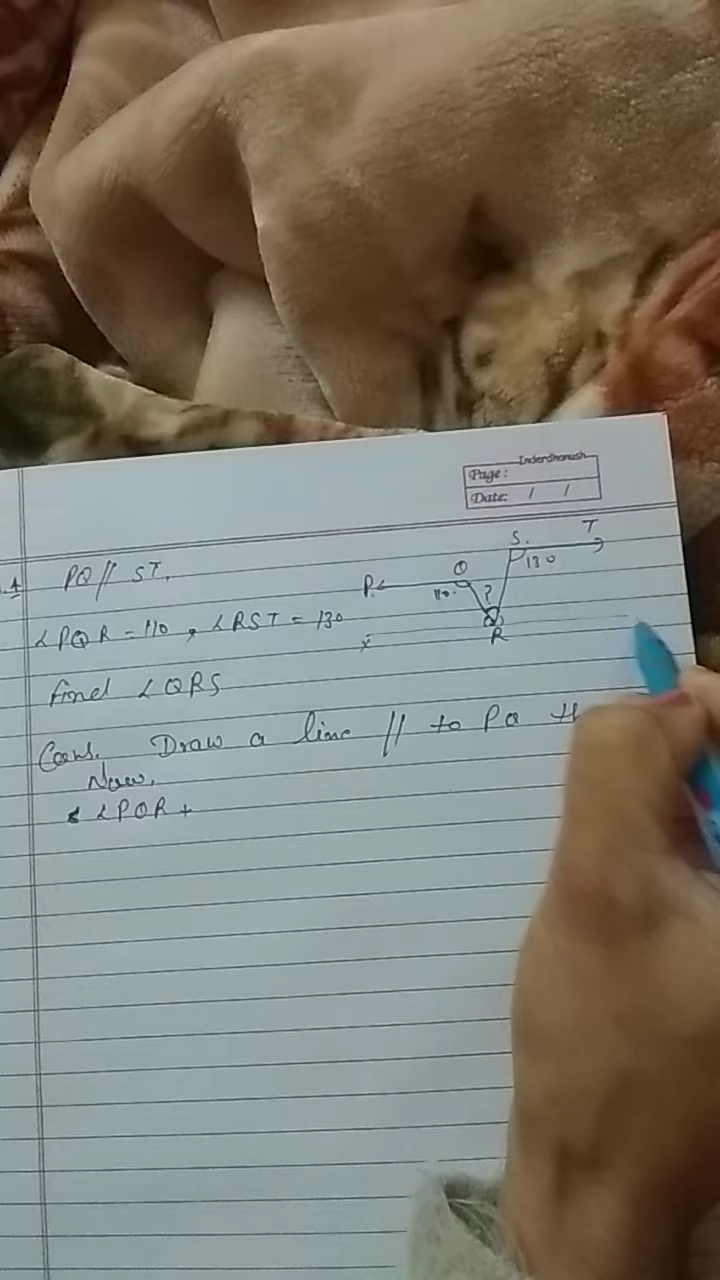 Inderdhanush
Page:
Date: / /
PQ // ST.
∠PQR = 110, ∠RST = 130
find ∠QRS
Cons. Draw a line // to PQ
Now,
∠PQR +
S. T
130
P. Q
110. ?
R
x